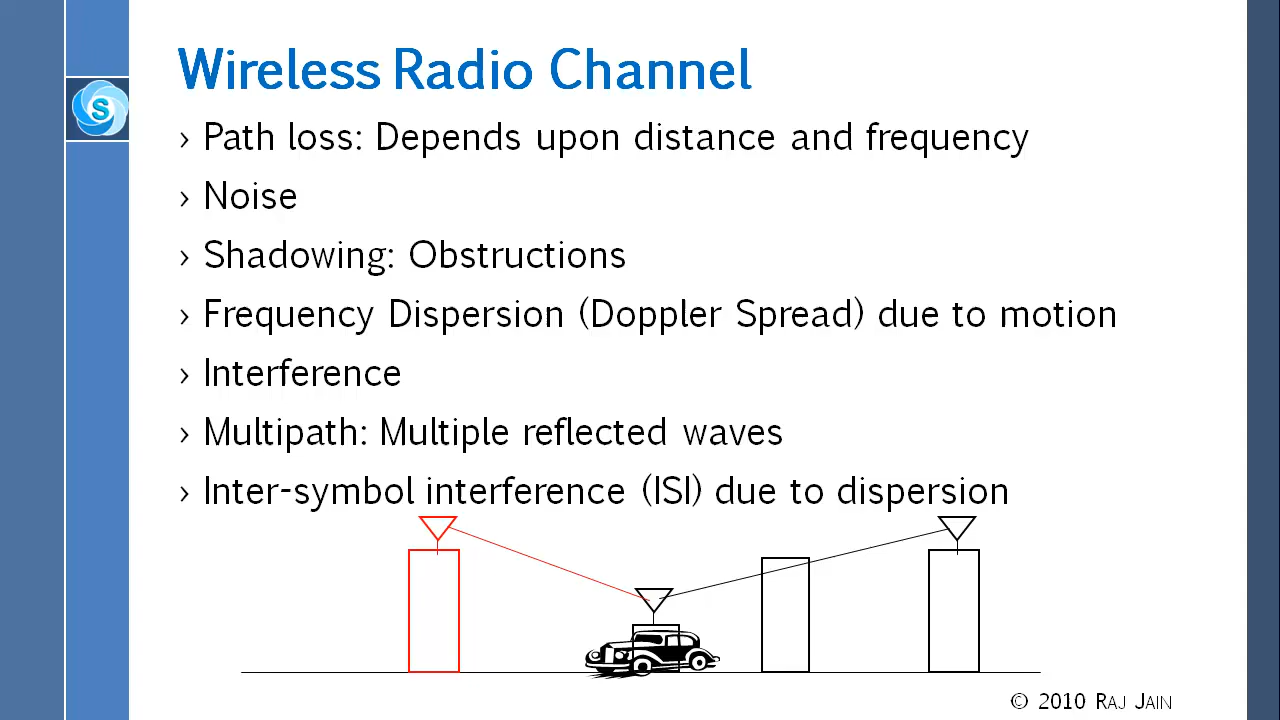 S
Wireless Radio Channel
› Path loss: Depends upon distance and frequency
› Noise
› Shadowing: Obstructions
› Frequency Dispersion (Doppler Spread) due to motion
› Interference
› Multipath: Multiple reflected waves
› Inter-symbol interference (ISI) due to dispersion
© 2010 RAJ JAIN